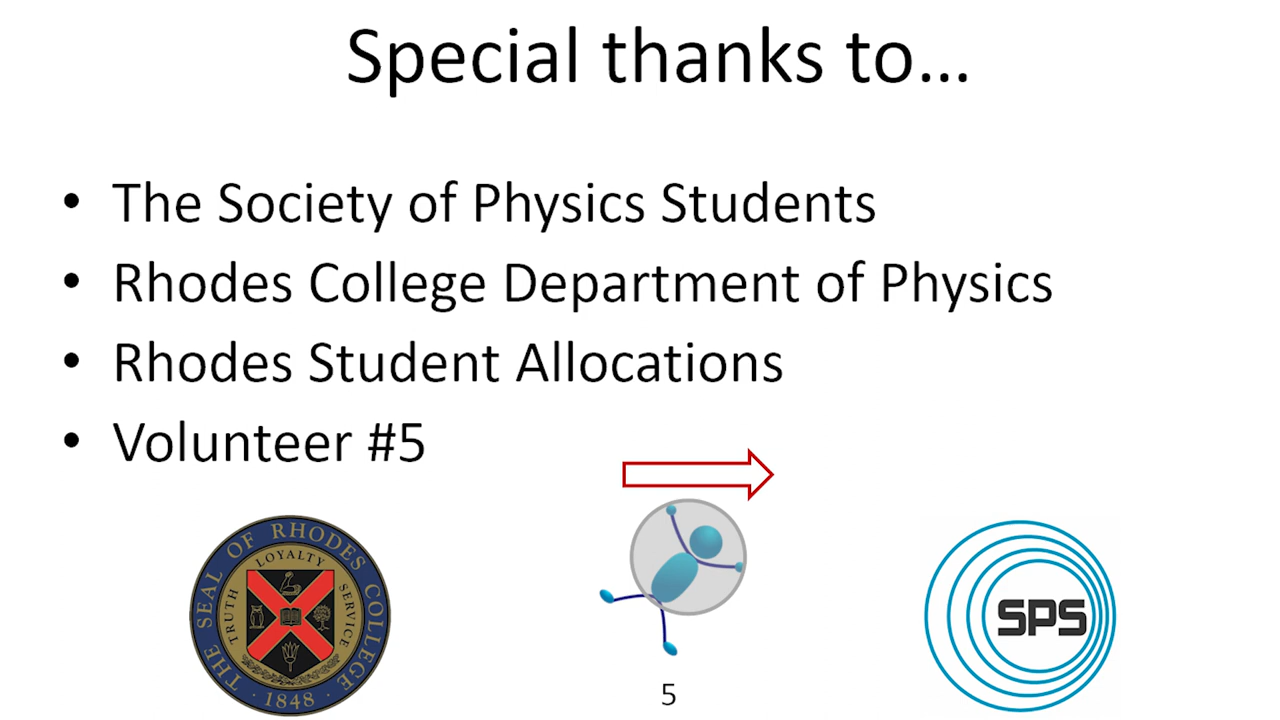 Special thanks to…
• The Society of Physics Students
• Rhodes College Department of Physics
• Rhodes Student Allocations
• Volunteer #5
THE SEAL OF RHODES COLLEGE
LOYALTY
TRUTH
SERVICE
· 1848 ·
5
SPS